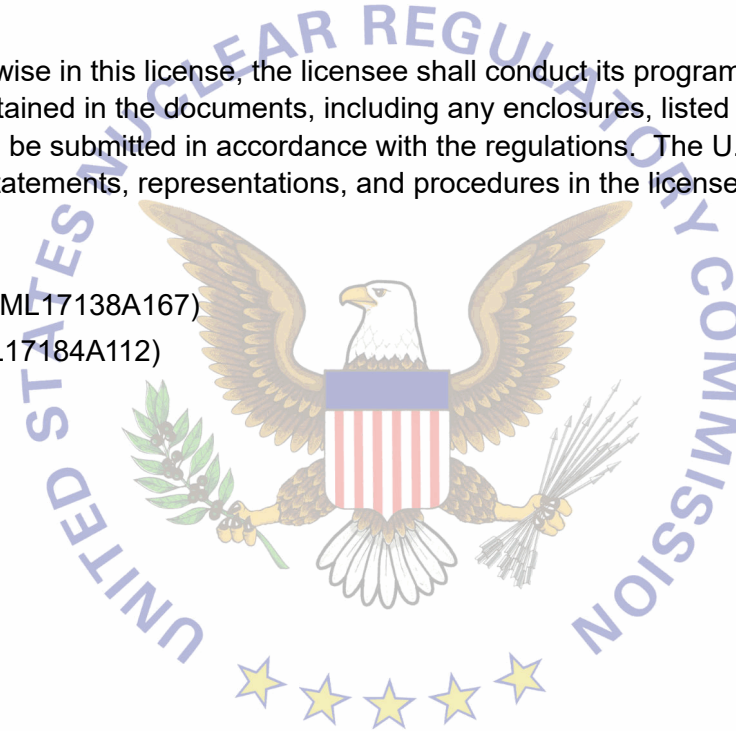 UNITED STATES NUCLEAR REGULATORY COMMISSION
wise in this license, the licensee shall conduct its program
tained in the documents, including any enclosures, listed
be submitted in accordance with the regulations. The U.
tatements, representations, and procedures in the license
ML17138A167)
17184A112)